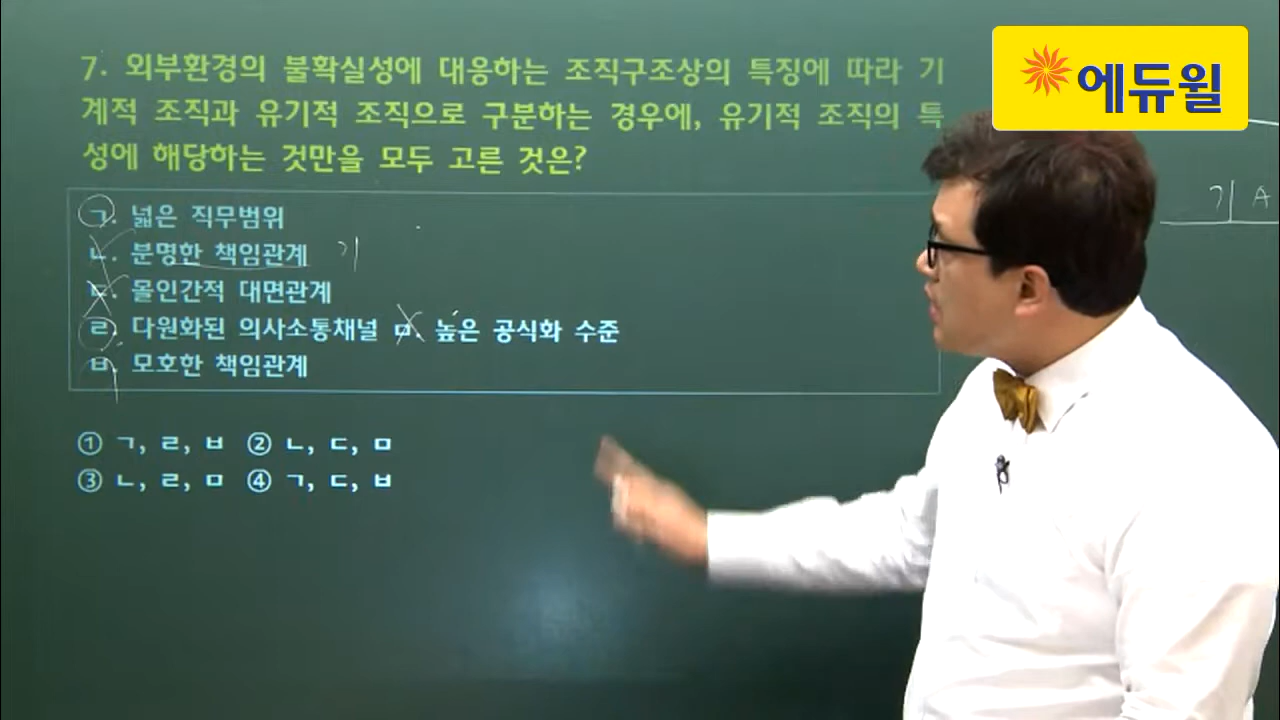 에듀윌
7. 외부환경의 불확실성에 대응하는 조직구조상의 특징에 따라 기
계적 조직과 유기적 조직으로 구분하는 경우에, 유기적 조직의 특
성에 해당하는 것만을 모두 고른 것은?
ㄱ. 넓은 직무범위
ㄴ. 분명한 책임관계 기
ㄷ. 몰인간적 대면관계
ㄹ. 다원화된 의사소통채널 ㅁ. 높은 공식화 수준
ㅂ. 모호한 책임관계
① ㄱ, ㄹ, ㅂ ② ㄴ, ㄷ, ㅁ
③ ㄴ, ㄹ, ㅁ ④ ㄱ, ㄷ, ㅂ
기 A